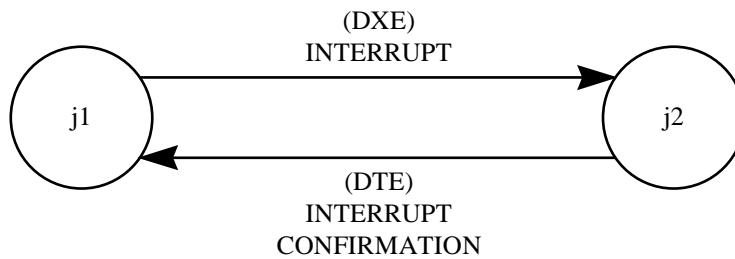 (DXE)
INTERRUPT
j1
j2
(DTE)
INTERRUPT
CONFIRMATION